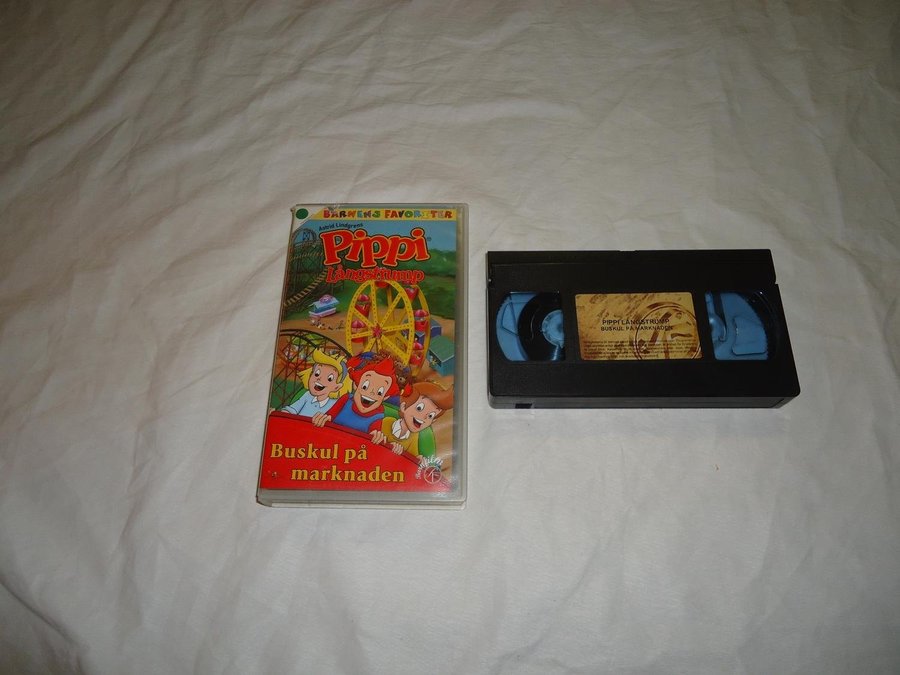 BARNENS FAVORITER
Astrid Lindgrens
Pippi
Långstrump
Buskul på
marknaden
PIPPI LÅNGSTRUMP
BUSKUL PÅ MARKNADEN